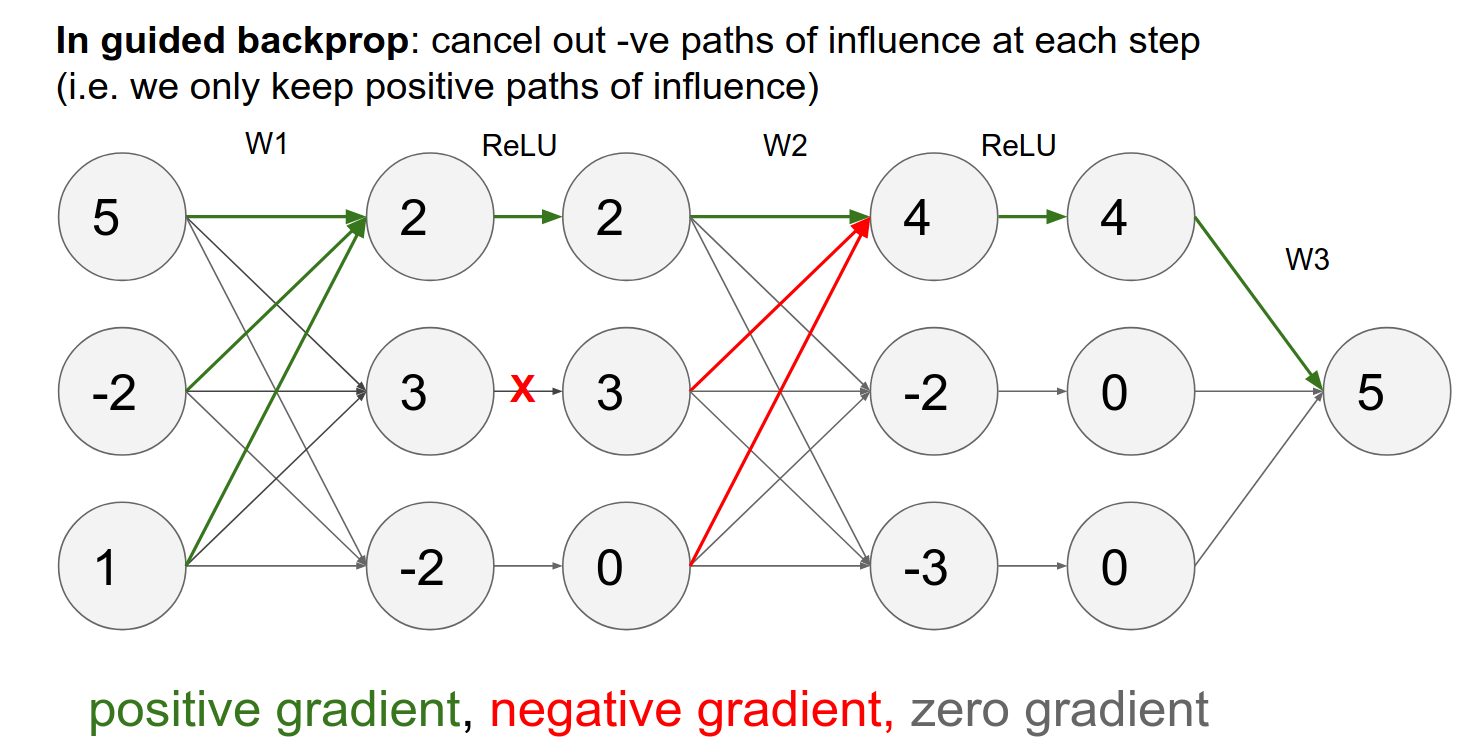 In guided backprop: cancel out -ve paths of influence at each step
(i.e. we only keep positive paths of influence)
W1 ReLU W2 ReLU
5 2 2 4 4
W3
-2 3 X 3 -2 0 5
1 -2 0 -3 0
positive gradient, negative gradient, zero gradient